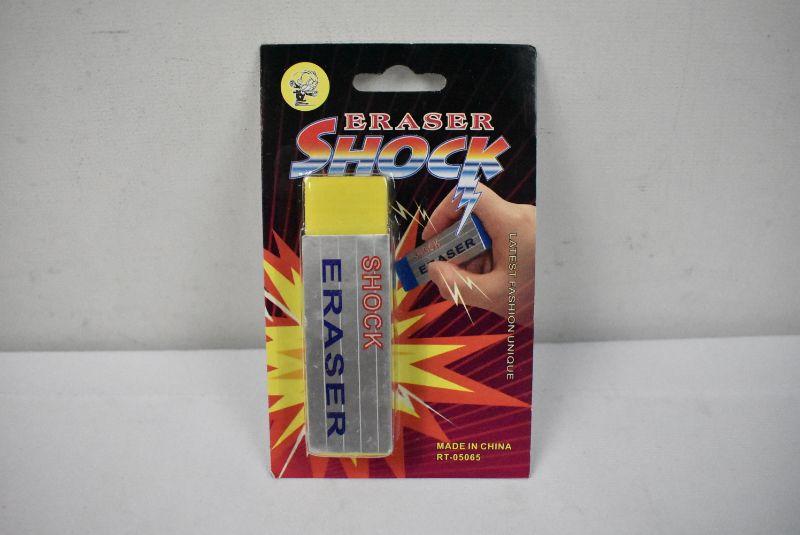 ERASER
SHOCK
SHOCK
ERASER
SHOCK
ERASER
LATEST FASHION UNIQUE
MADE IN CHINA
RT-05065